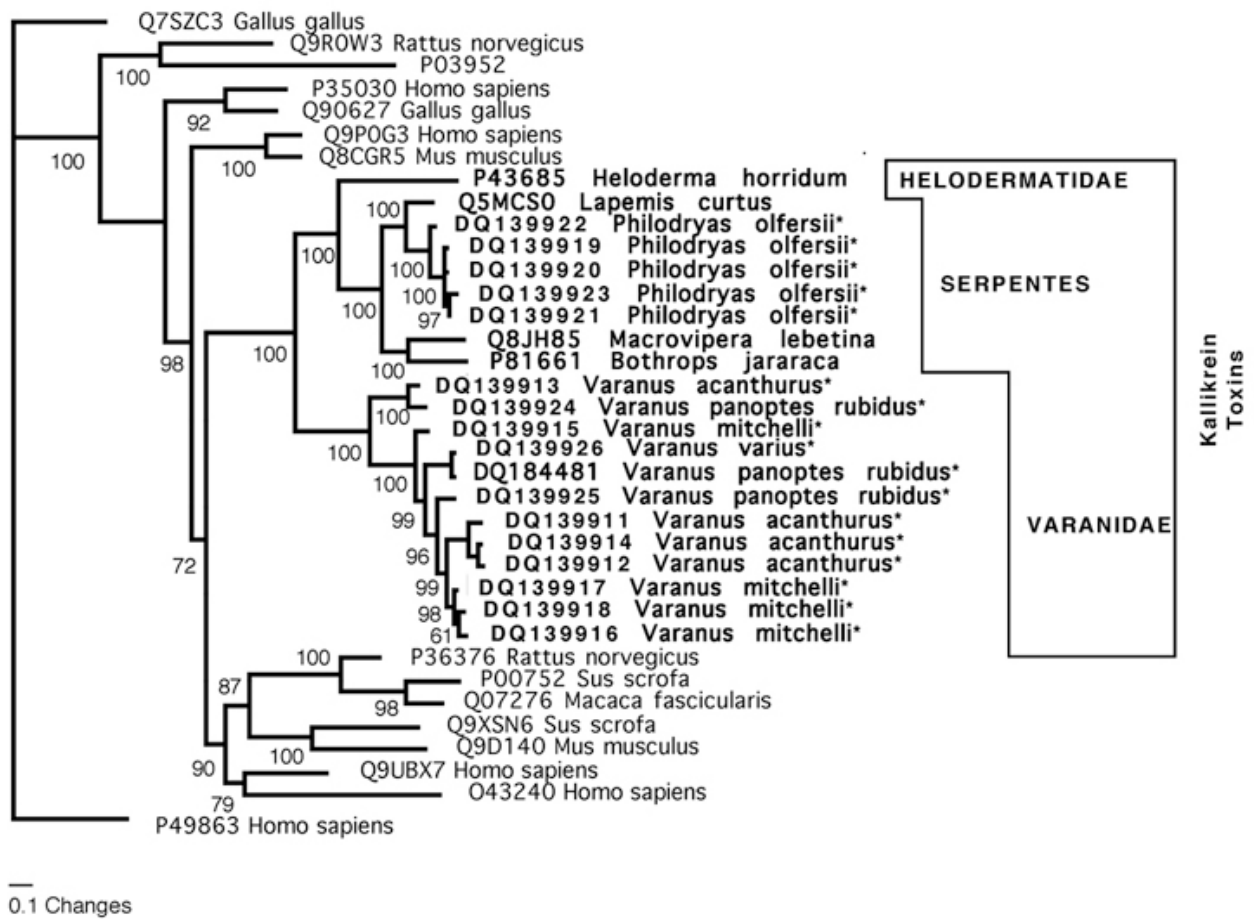 Q7SZC3 Gallus gallus
Q9R0W3 Rattus norvegicus
P03952
100
P35030 Homo sapiens
Q90627 Gallus gallus
92
Q9P0G3 Homo sapiens
Q8CGR5 Mus musculus
100
100
P43685 Heloderma horridum
HELODERMATIDAE
Q5MCS0 Lapemis curtus
100
DQ139922 Philodryas olfersii*
DQ139919 Philodryas olfersii*
100
DQ139920 Philodryas olfersii*
100
SERPENTES
DQ139923 Philodryas olfersii*
100
100
DQ139921 Philodryas olfersii*
97
Q8JH85 Macrovipera lebetina
100
P81661 Bothrops jararaca
98
100
DQ139913 Varanus acanthurus*
DQ139924 Varanus panoptes rubidus*
100
Kallikrein
Toxins
DQ139915 Varanus mitchelli*
100
DQ139926 Varanus varius*
DQ184481 Varanus panoptes rubidus*
100
DQ139925 Varanus panoptes rubidus*
DQ139911 Varanus acanthurus*
99
VARANIDAE
DQ139914 Varanus acanthurus*
96
DQ139912 Varanus acanthurus*
72
99
DQ139917 Varanus mitchelli*
98
DQ139918 Varanus mitchelli*
61
DQ139916 Varanus mitchelli*
100
P36376 Rattus norvegicus
P00752 Sus scrofa
87
Q07276 Macaca fascicularis
98
Q9XSN6 Sus scrofa
Q9D140 Mus musculus
100
90
Q9UBX7 Homo sapiens
O43240 Homo sapiens
79
P49863 Homo sapiens
0.1 Changes